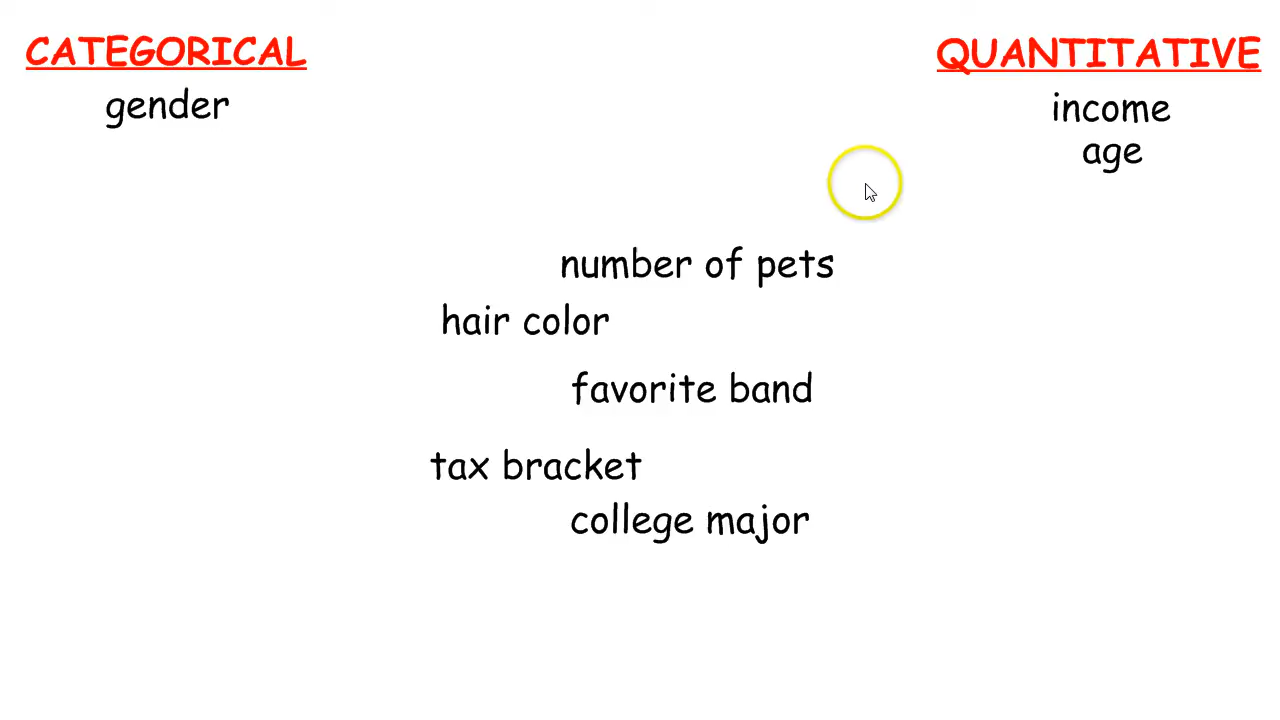 CATEGORICAL
gender
QUANTITATIVE
income
age
number of pets
hair color
favorite band
tax bracket
college major